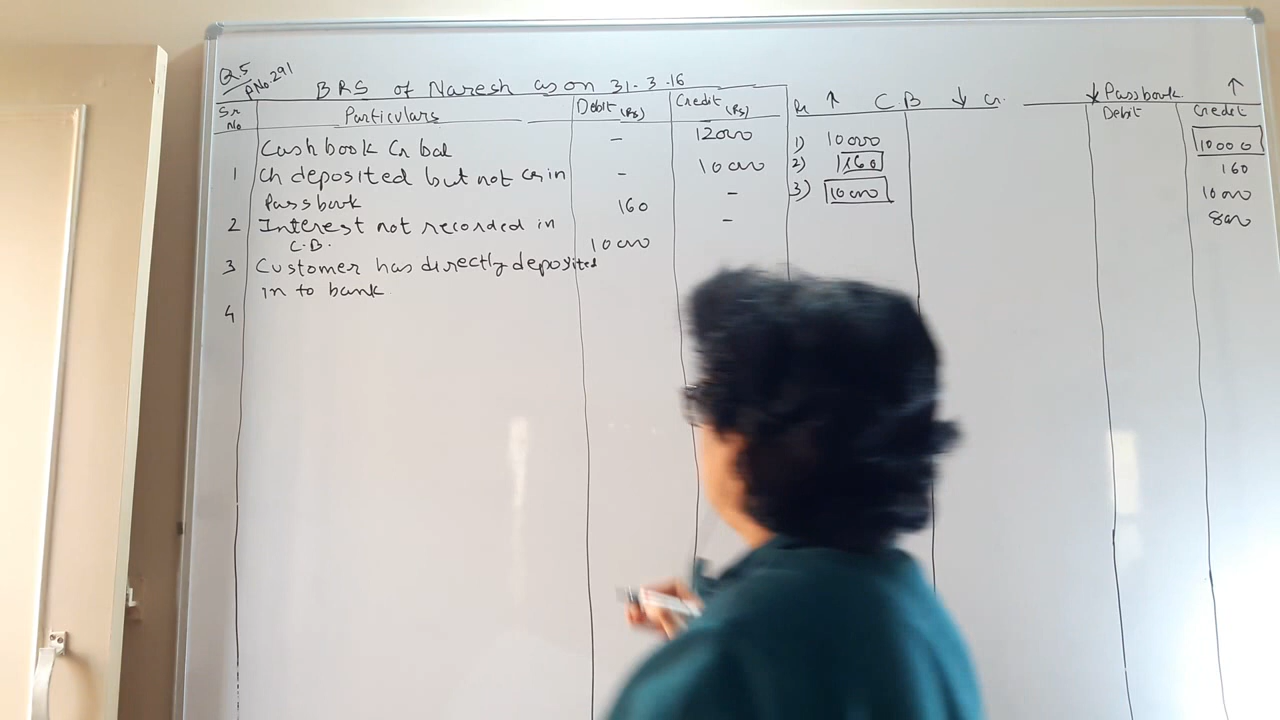 Q.5
P No. 291
BRS of Naresh as on 31-3-16
Sr No Particulars Debit (Rs) Credit (Rs)
Cash book Cr bal - 12000
1 Ch deposited but not Cr in - 10000
Passbook 160 -
2 Interest not recorded in -
C.B. 10000
3 Customer has directly deposited
in to bank
4
Dr ↑ C.B ↓ Cr.
1) 10000
2) 160
3) 10000
↓ Passbook ↑
Debit Credit
10000
160
10000
800